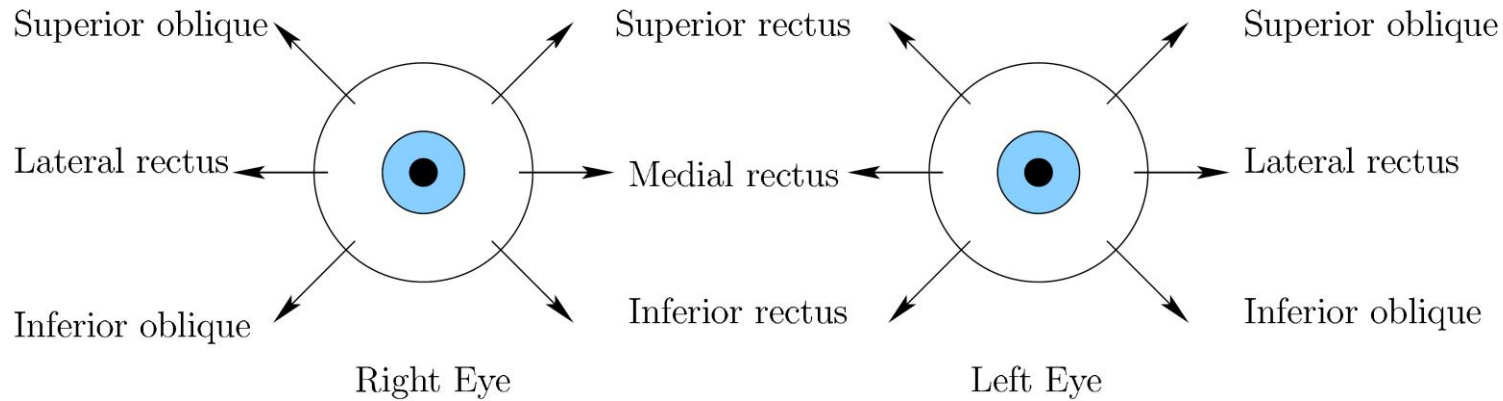 Superior oblique Superior rectus Superior oblique
Lateral rectus Medial rectus Lateral rectus
Inferior oblique Inferior rectus Inferior oblique
Right Eye Left Eye